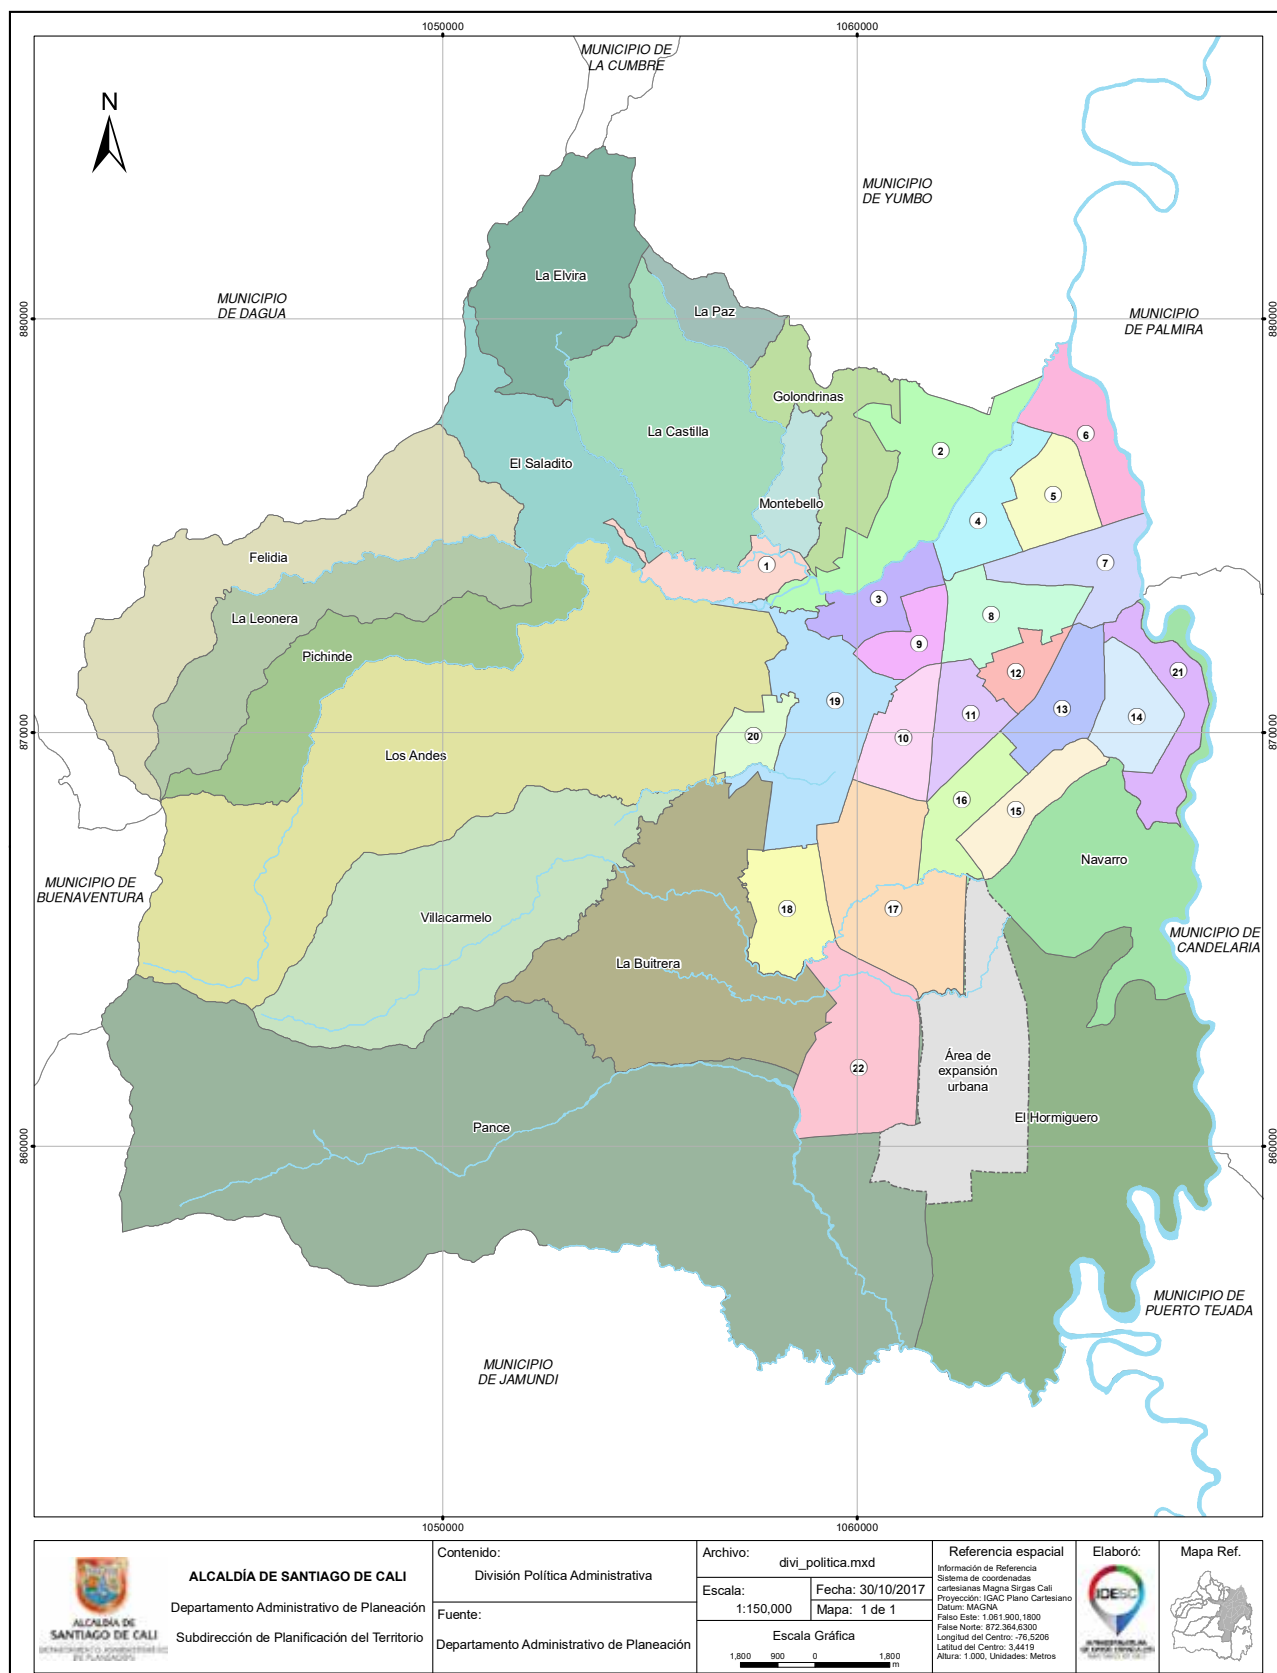 1050000
1060000
MUNICIPIO DE
LA CUMBRE
N
MUNICIPIO
DE YUMBO
La Elvira
MUNICIPIO
DE DAGUA
La Paz
MUNICIPIO
DE PALMIRA
880000
880000
Golondrinas
La Castilla
6
2
El Saladito
5
Montebello
4
Felidia
1
7
3
La Leonera
8
9
Pichinde
12
21
19
11
13
14
870000
20
10
870000
Los Andes
16
15
Navarro
MUNICIPIO DE
BUENAVENTURA
Villacarmelo
18
17
MUNICIPIO DE
CANDELARIA
La Buitrera
22
Área de
expansión
urbana
Pance
El Hormiguero
860000
860000
MUNICIPIO DE
PUERTO TEJADA
MUNICIPIO
DE JAMUNDI
1050000
1060000
ALCALDÍA DE
SANTIAGO DE CALI
DEPARTAMENTO ADMINISTRATIVO
DE PLANEACIÓN
ALCALDÍA DE SANTIAGO DE CALI
Departamento Administrativo de Planeación
Subdirección de Planificación del Territorio
Contenido:
División Política Administrativa
Fuente:
Departamento Administrativo de Planeación
Archivo:
divi_politica.mxd
Escala:
1:150,000
Fecha: 30/10/2017
Mapa: 1 de 1
Escala Gráfica
1,800 900 0 1,800
m
Referencia espacial
Información de Referencia
Sistema de coordenadas
cartesianas Magna Sirgas Cali
Proyección: IGAC Plano Cartesiano
Datum: MAGNA
Falso Este: 1.061.900,1800
False Norte: 872.364,6300
Longitud del Centro: -76,5206
Latitud del Centro: 3,4419
Altura: 1.000, Unidades: Metros
Elaboró:
IDESC
Mapa Ref.